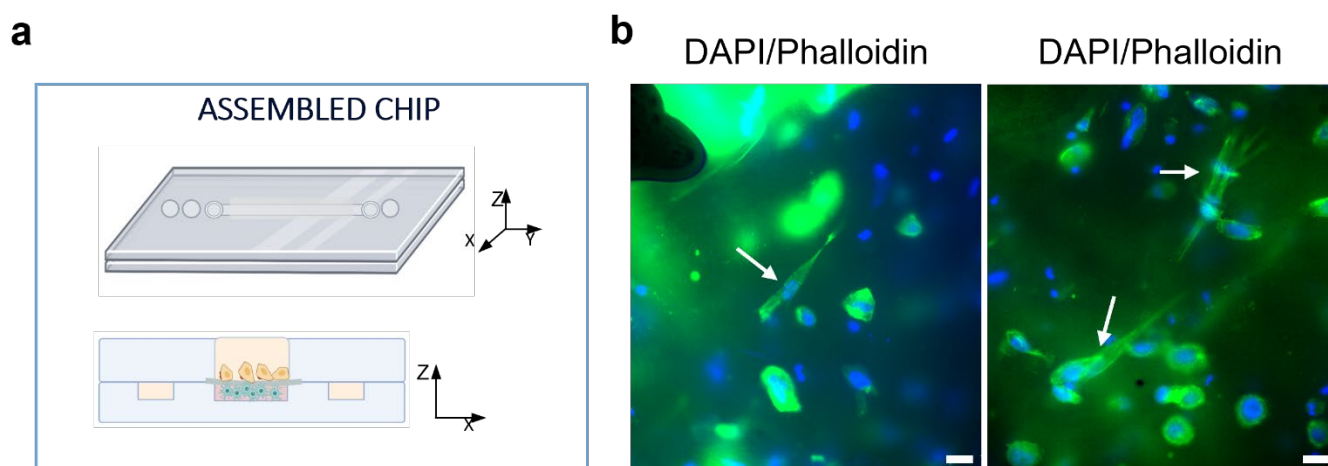 a
ASSEMBLED CHIP
Z
X
Y
Z
X
b
DAPI/Phalloidin
DAPI/Phalloidin